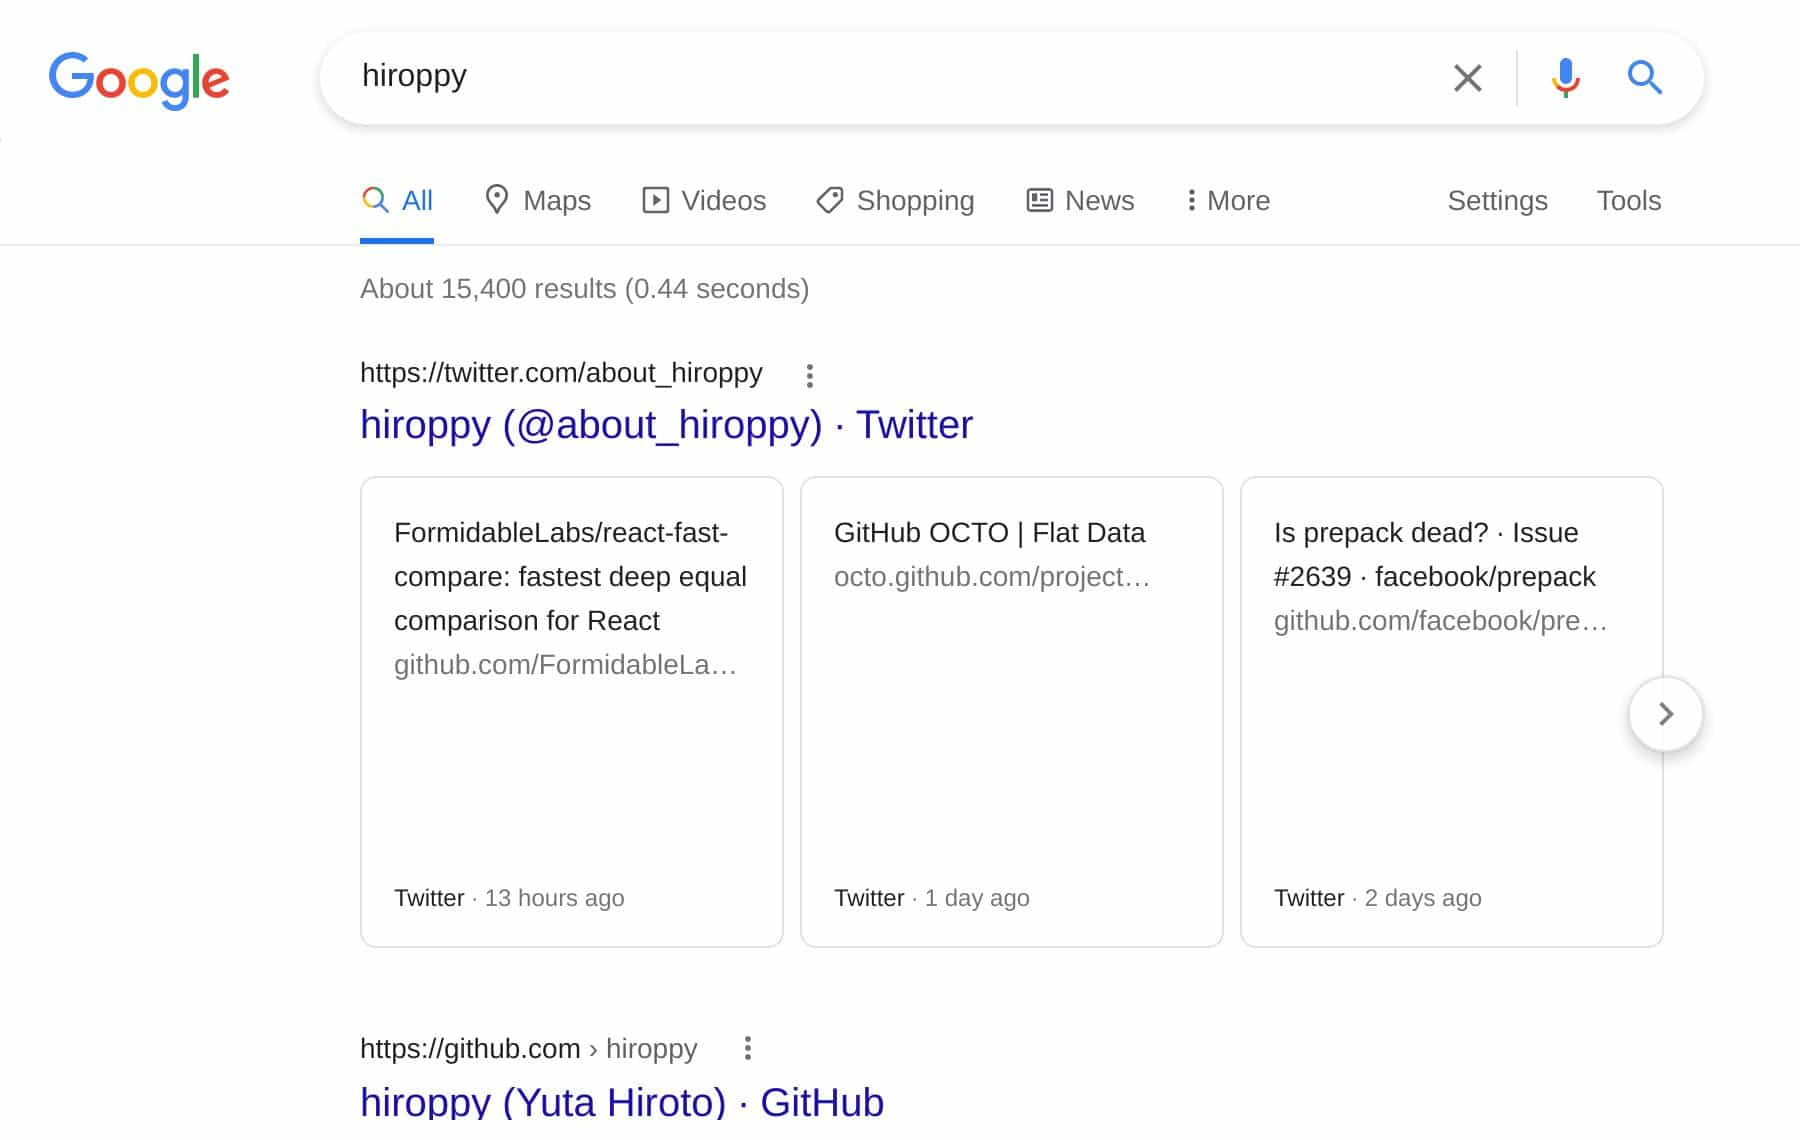 Google
hiroppy
All Maps Videos Shopping News More Settings Tools
About 15,400 results (0.44 seconds)
https://twitter.com/about_hiroppy
hiroppy (@about_hiroppy) · Twitter
FormidableLabs/react-fast-
compare: fastest deep equal
comparison for React
github.com/FormidableLa...
Twitter · 13 hours ago
GitHub OCTO | Flat Data
octo.github.com/project...
Twitter · 1 day ago
Is prepack dead? · Issue
#2639 · facebook/prepack
github.com/facebook/pre...
Twitter · 2 days ago
https://github.com › hiroppy
hiroppy (Yuta Hiroto) · GitHub